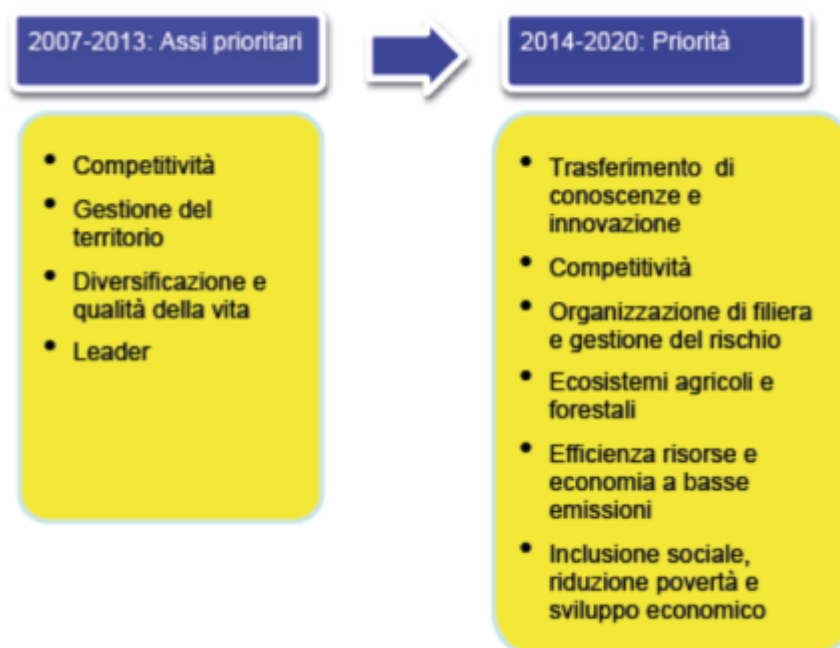 2007-2013: Assi prioritari
• Competitività
• Gestione del
territorio
• Diversificazione e
qualità della vita
• Leader
2014-2020: Priorità
• Trasferimento di
conoscenze e
innovazione
• Competitività
• Organizzazione di filiera
e gestione del rischio
• Ecosistemi agricoli e
forestali
• Efficienza risorse e
economia a basse
emissioni
• Inclusione sociale,
riduzione povertà e
sviluppo economico